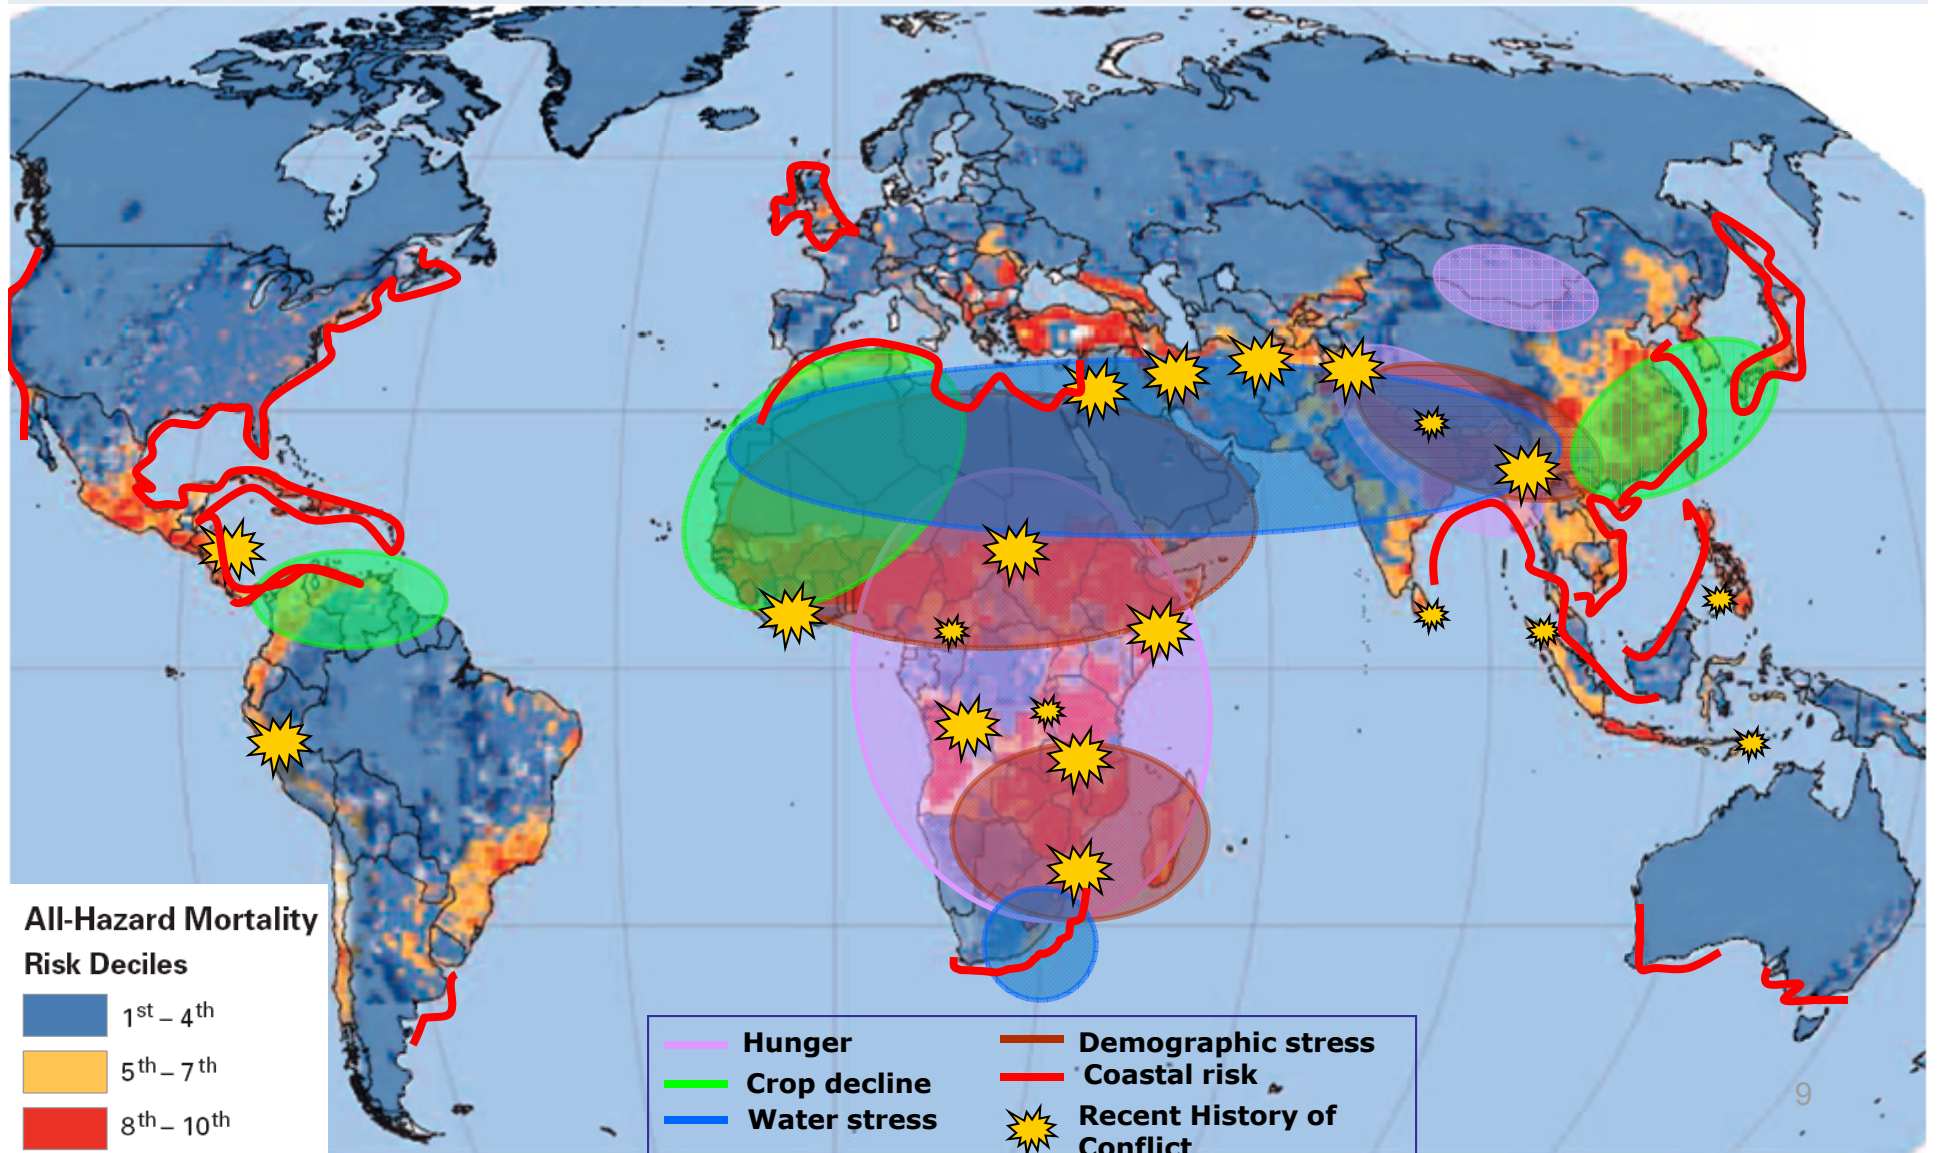 All-Hazard Mortality
Risk Deciles
1st – 4th
5th – 7th
8th – 10th
Hunger
Crop decline
Water stress
Demographic stress
Coastal risk
Recent History of
Conflict
9